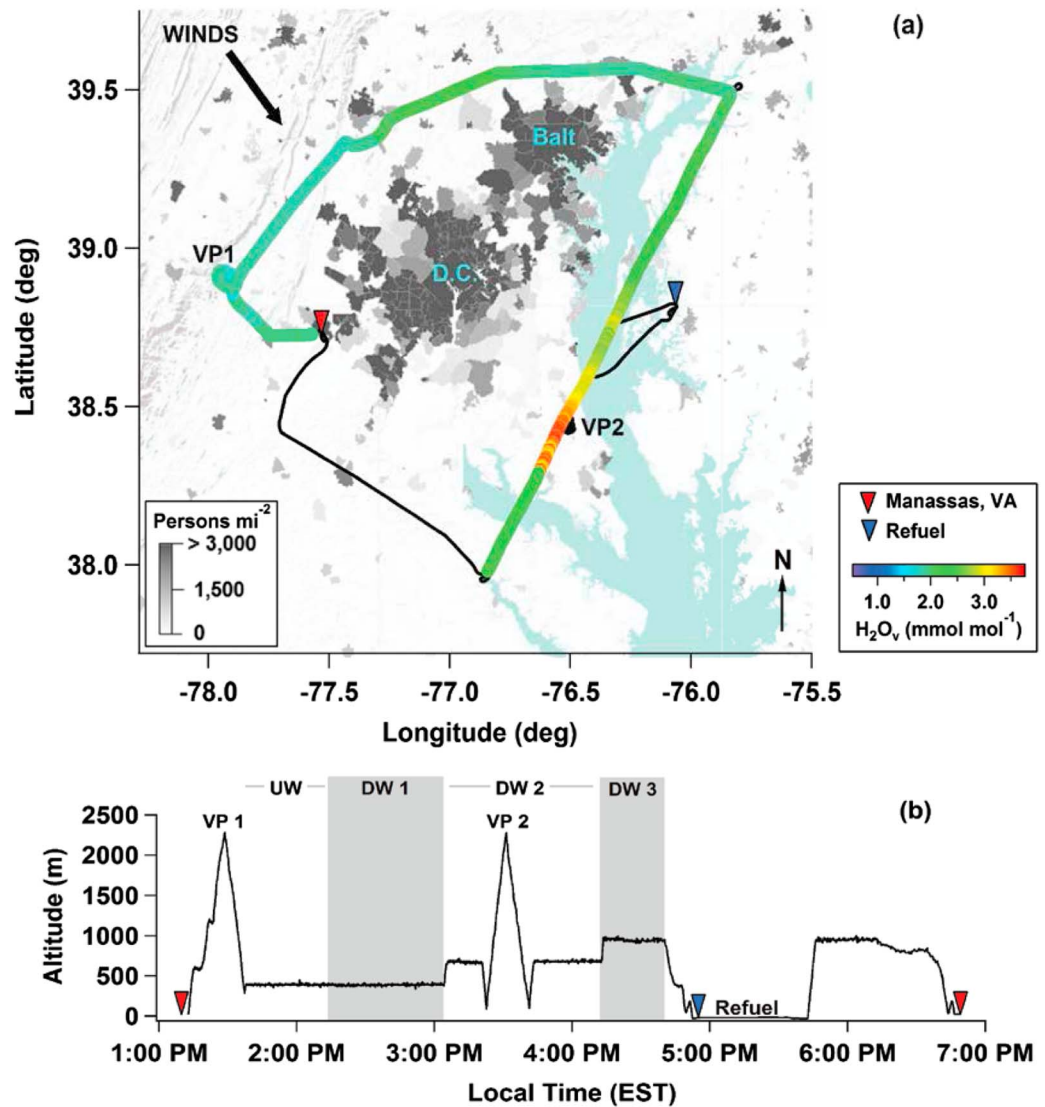 (a)
WINDS
39.5
39.0
38.5
38.0
Latitude (deg)
Balt
D.C.
VP1
VP2
Persons mi-2
> 3,000
1,500
0
N
Manassas, VA
Refuel
1.0 2.0 3.0
H2Ov (mmol mol-1)
-78.0 -77.5 -77.0 -76.5 -76.0 -75.5
Longitude (deg)
(b)
UW DW 1 DW 2 DW 3
VP 1 VP 2
2500
2000
1500
1000
500
0
Altitude (m)
Refuel
1:00 PM 2:00 PM 3:00 PM 4:00 PM 5:00 PM 6:00 PM 7:00 PM
Local Time (EST)